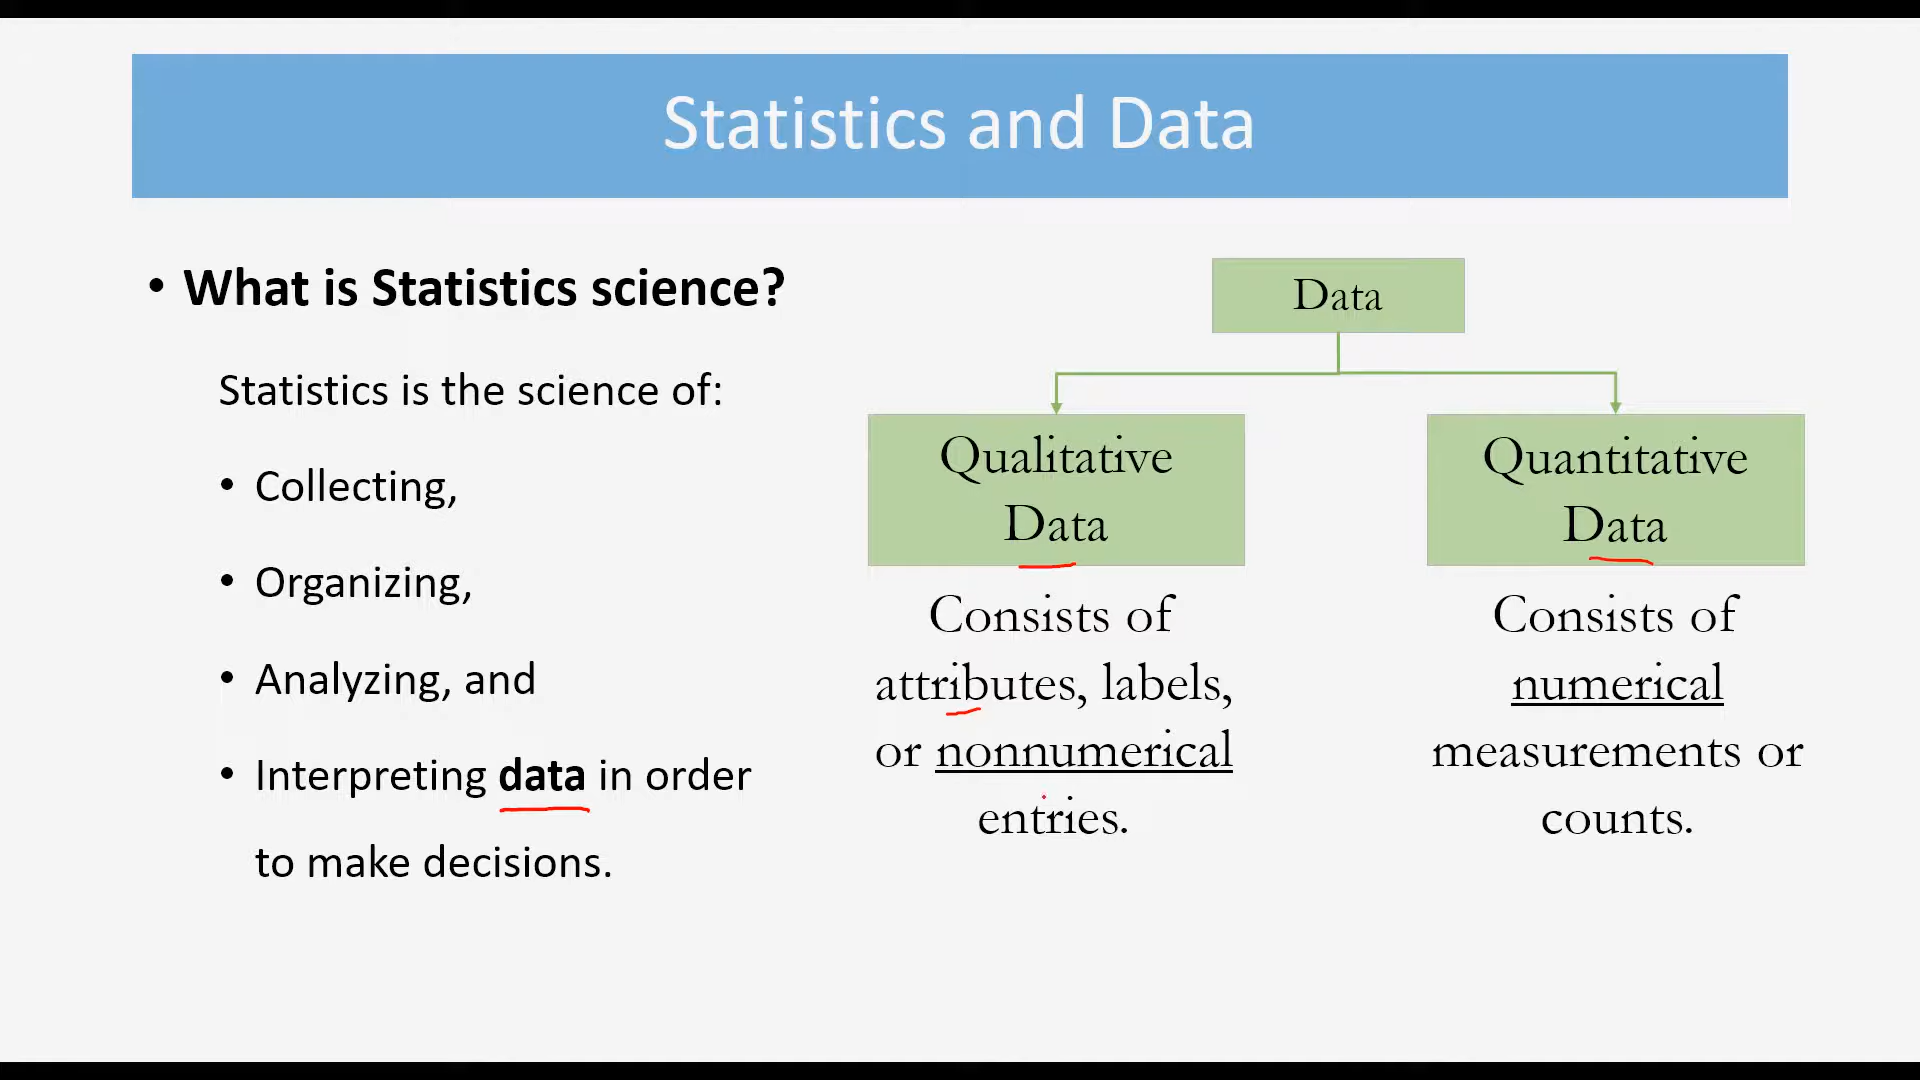 Statistics and Data
• What is Statistics science?
Statistics is the science of:
• Collecting,
• Organizing,
• Analyzing, and
• Interpreting data in order
to make decisions.
Data
Qualitative
Data
Consists of
attributes, labels,
or nonnumerical
entries.
Quantitative
Data
Consists of
numerical
measurements or
counts.